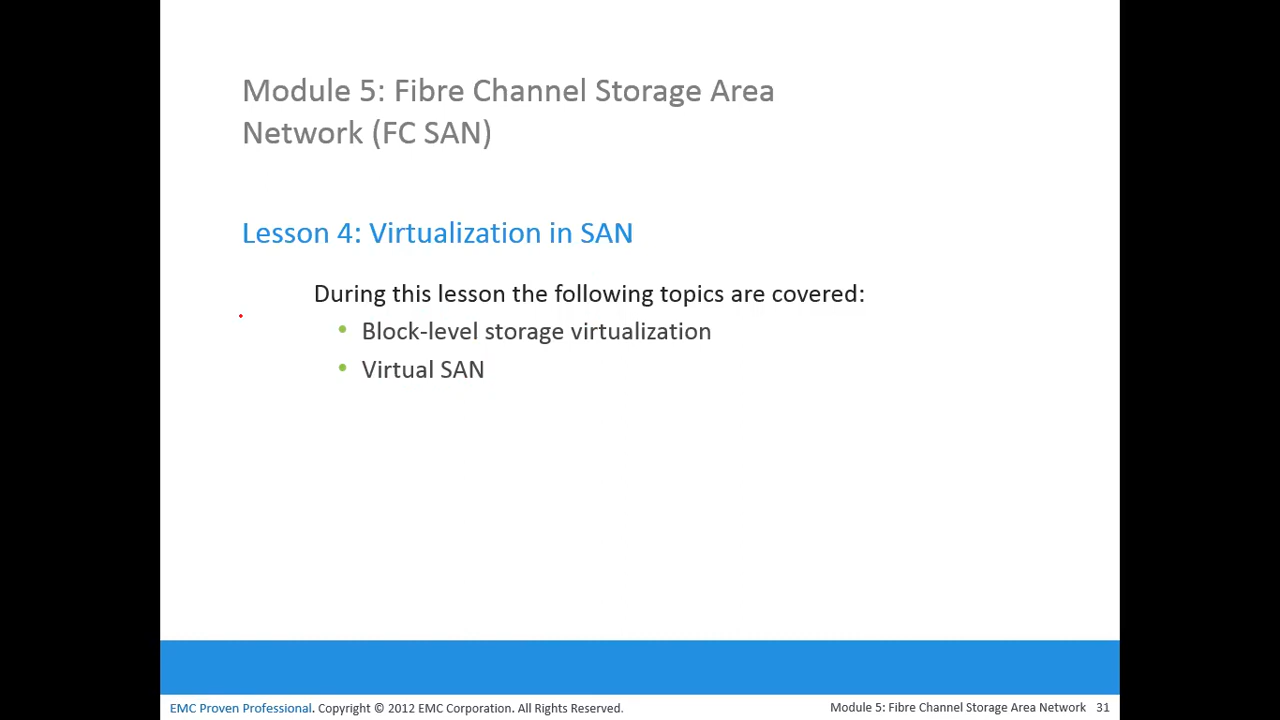 Module 5: Fibre Channel Storage Area
Network (FC SAN)
Lesson 4: Virtualization in SAN
During this lesson the following topics are covered:
• Block-level storage virtualization
• Virtual SAN
EMC Proven Professional. Copyright © 2012 EMC Corporation. All Rights Reserved.
Module 5: Fibre Channel Storage Area Network 31